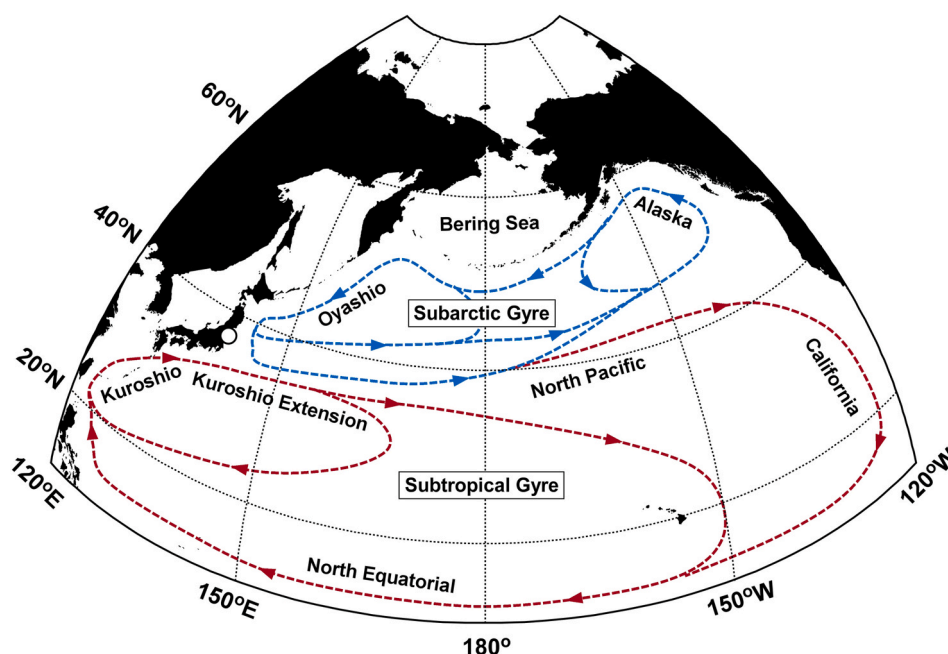 60°N
40°N
20°N
120°E
150°E
180°
150°W
120°W
Bering Sea
Alaska
Oyashio
Subarctic Gyre
North Pacific
California
Kuroshio
Kuroshio Extension
Subtropical Gyre
North Equatorial